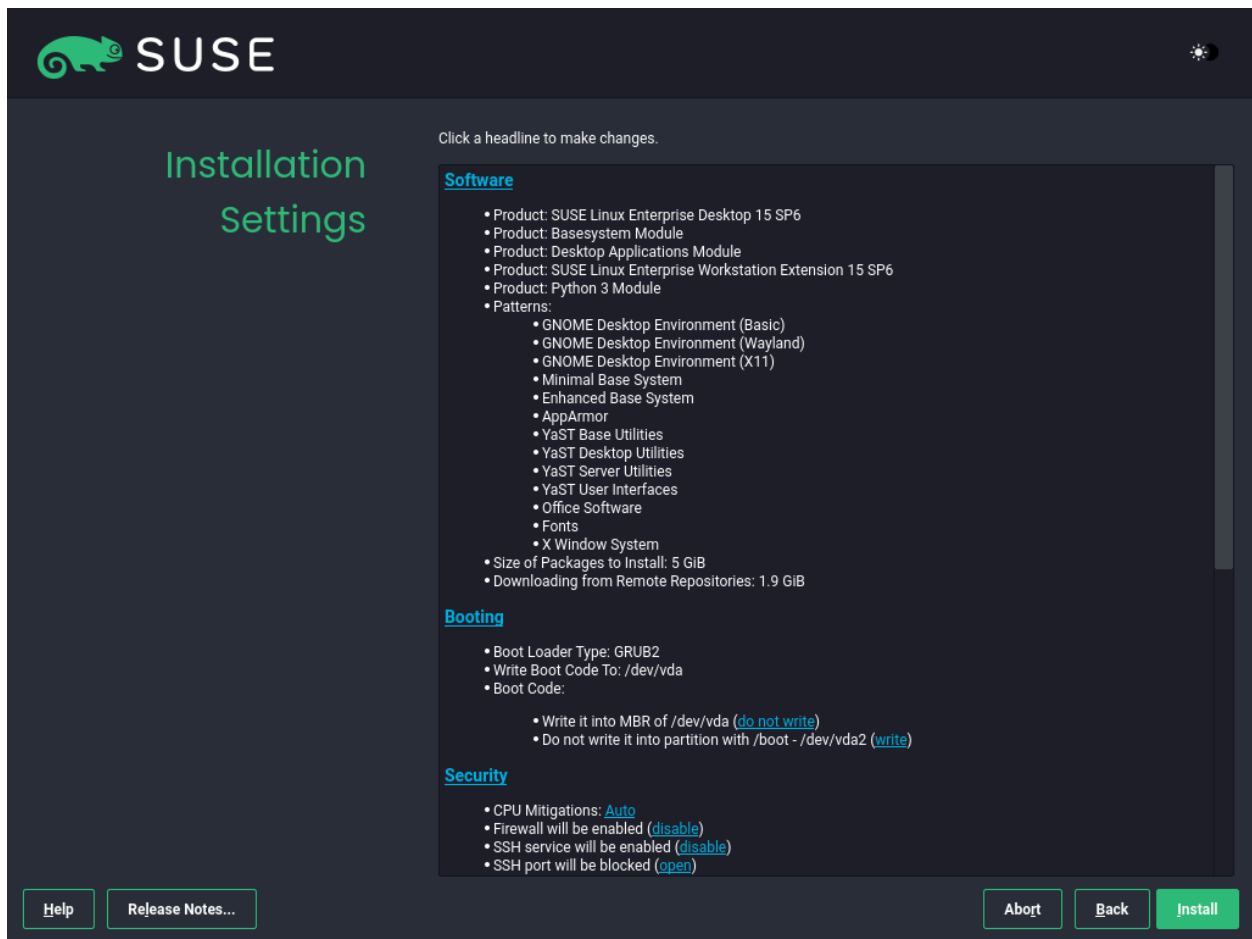 SUSE
Installation
Settings
Click a headline to make changes.
Software
• Product: SUSE Linux Enterprise Desktop 15 SP6
• Product: Basesystem Module
• Product: Desktop Applications Module
• Product: SUSE Linux Enterprise Workstation Extension 15 SP6
• Product: Python 3 Module
• Patterns:
• GNOME Desktop Environment (Basic)
• GNOME Desktop Environment (Wayland)
• GNOME Desktop Environment (X11)
• Minimal Base System
• Enhanced Base System
• AppArmor
• YaST Base Utilities
• YaST Desktop Utilities
• YaST Server Utilities
• YaST User Interfaces
• Office Software
• Fonts
• X Window System
• Size of Packages to Install: 5 GiB
• Downloading from Remote Repositories: 1.9 GiB
Booting
• Boot Loader Type: GRUB2
• Write Boot Code To: /dev/vda
• Boot Code:
• Write it into MBR of /dev/vda (do not write)
• Do not write it into partition with /boot - /dev/vda2 (write)
Security
• CPU Mitigations: Auto
• Firewall will be enabled (disable)
• SSH service will be enabled (disable)
• SSH port will be blocked (open)
Help
Release Notes...
Abort
Back
Install